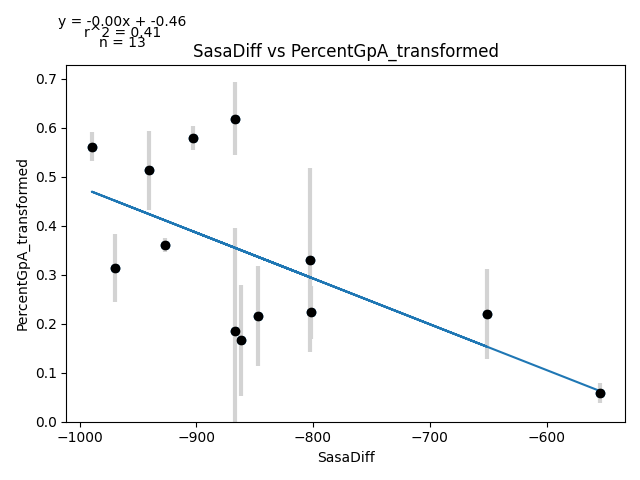 y = -0.00x + -0.46
r^2 = 0.41
n = 13
SasaDiff vs PercentGpA_transformed
PercentGpA_transformed
0.7
0.6
0.5
0.4
0.3
0.2
0.1
0.0
−1000 −900 −800 −700 −600
SasaDiff